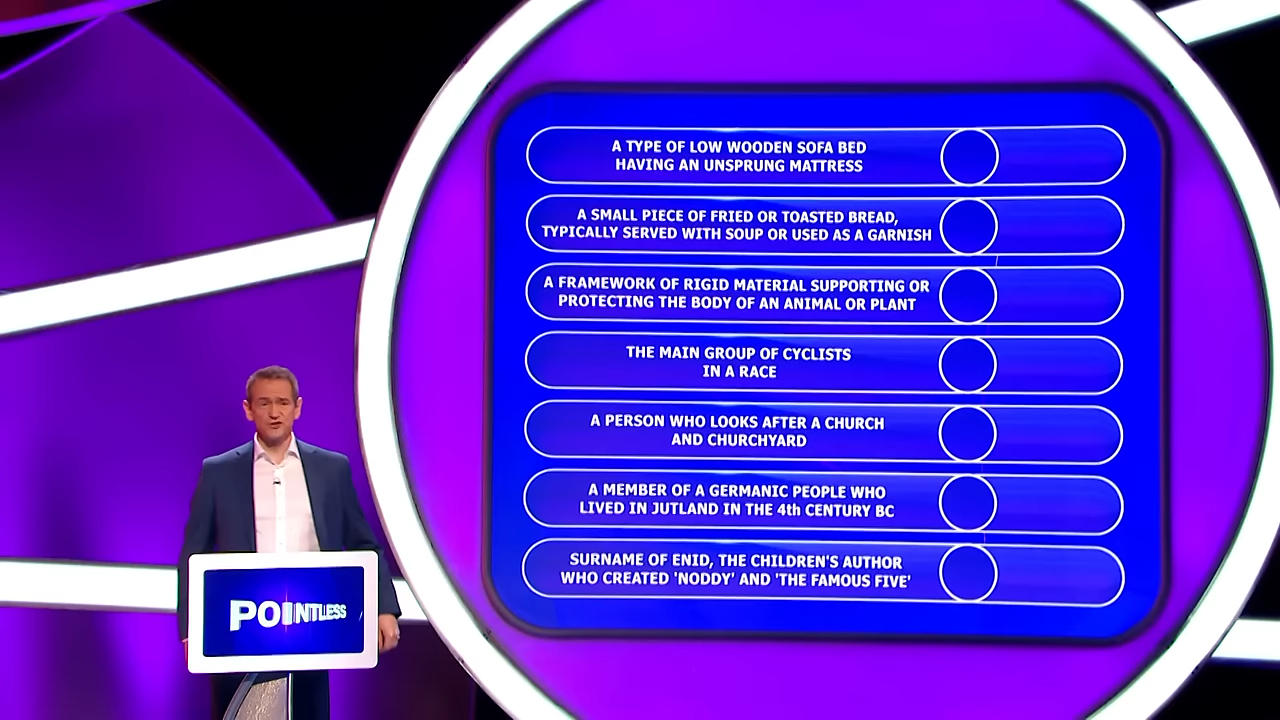 A TYPE OF LOW WOODEN SOFA BED
HAVING AN UNSPRUNG MATTRESS
A SMALL PIECE OF FRIED OR TOASTED BREAD,
TYPICALLY SERVED WITH SOUP OR USED AS A GARNISH
A FRAMEWORK OF RIGID MATERIAL SUPPORTING OR
PROTECTING THE BODY OF AN ANIMAL OR PLANT
THE MAIN GROUP OF CYCLISTS
IN A RACE
A PERSON WHO LOOKS AFTER A CHURCH
AND CHURCHYARD
A MEMBER OF A GERMANIC PEOPLE WHO
LIVED IN JUTLAND IN THE 4th CENTURY BC
SURNAME OF ENID, THE CHILDREN'S AUTHOR
WHO CREATED 'NODDY' AND 'THE FAMOUS FIVE'
POINTLESS